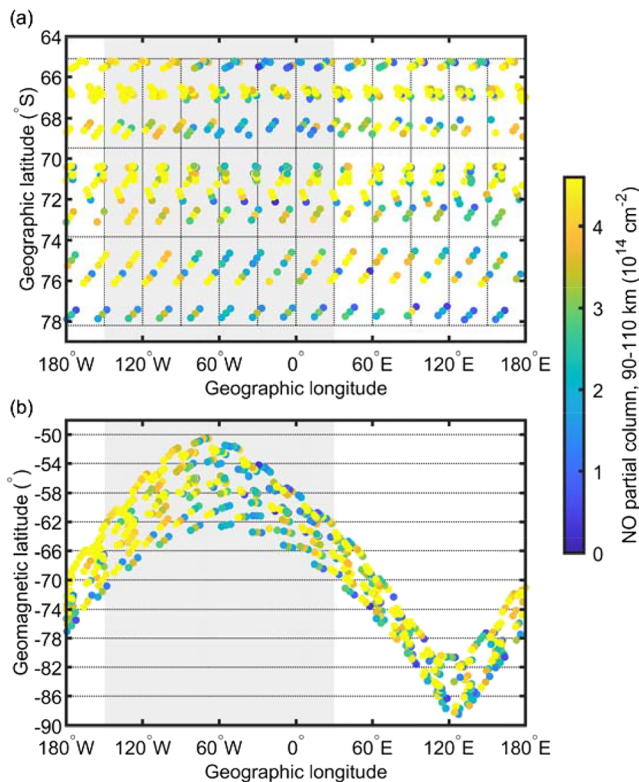 (a)
64
66
68
70
72
74
76
78
Geographic latitude (°S)
180°W 120°W 60°W 0° 60°E 120°E 180°E
Geographic longitude
(b)
-50
-54
-58
-62
-66
-70
-74
-78
-82
-86
-90
Geomagnetic latitude (°)
180°W 120°W 60°W 0° 60°E 120°E 180°E
Geographic longitude
4
3
2
1
0
NO partial column, 90-110 km (10^14 cm^-2)